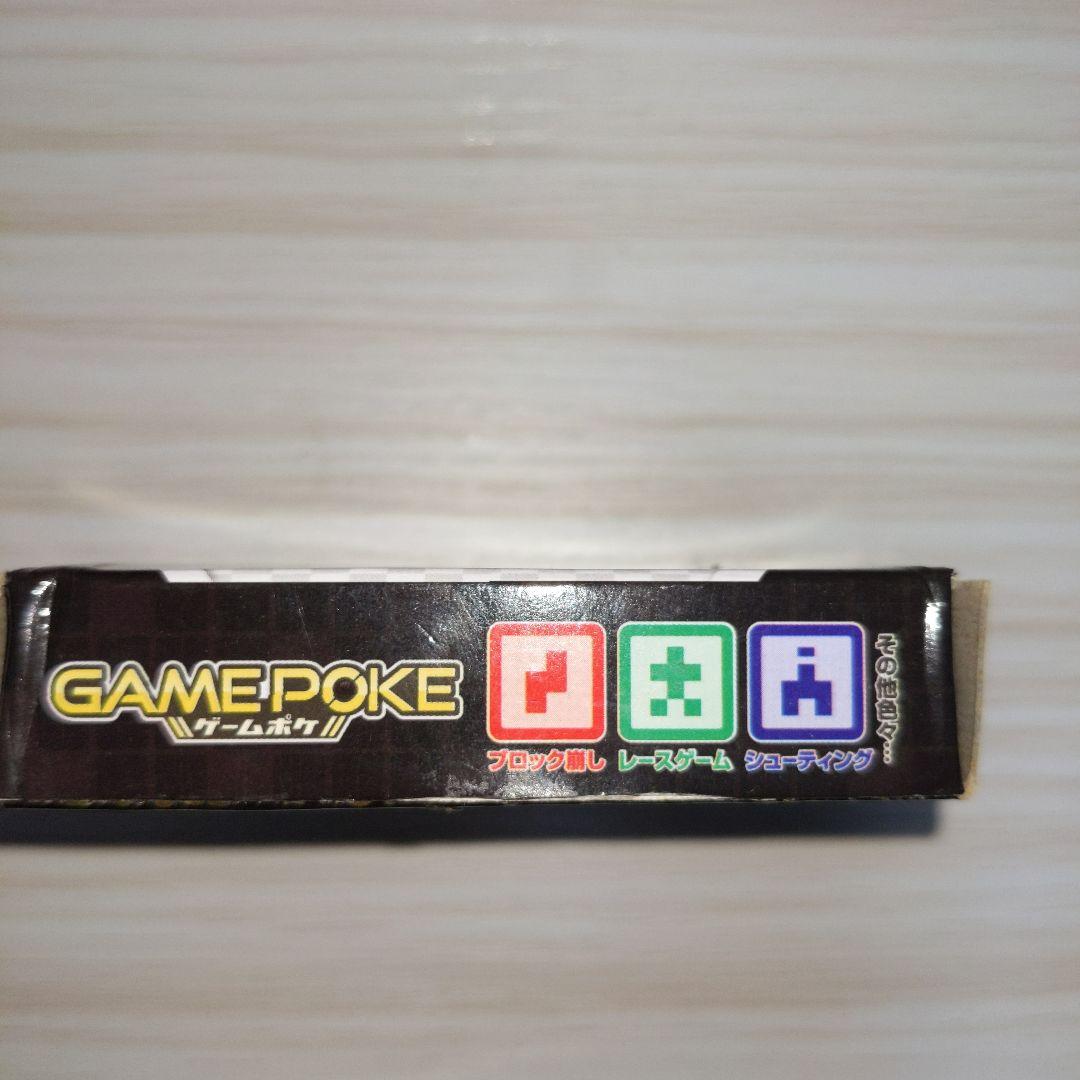 GAMEPOKE
ゲームポケ
ブロック崩し
レースゲーム
シューティング
その他色々…